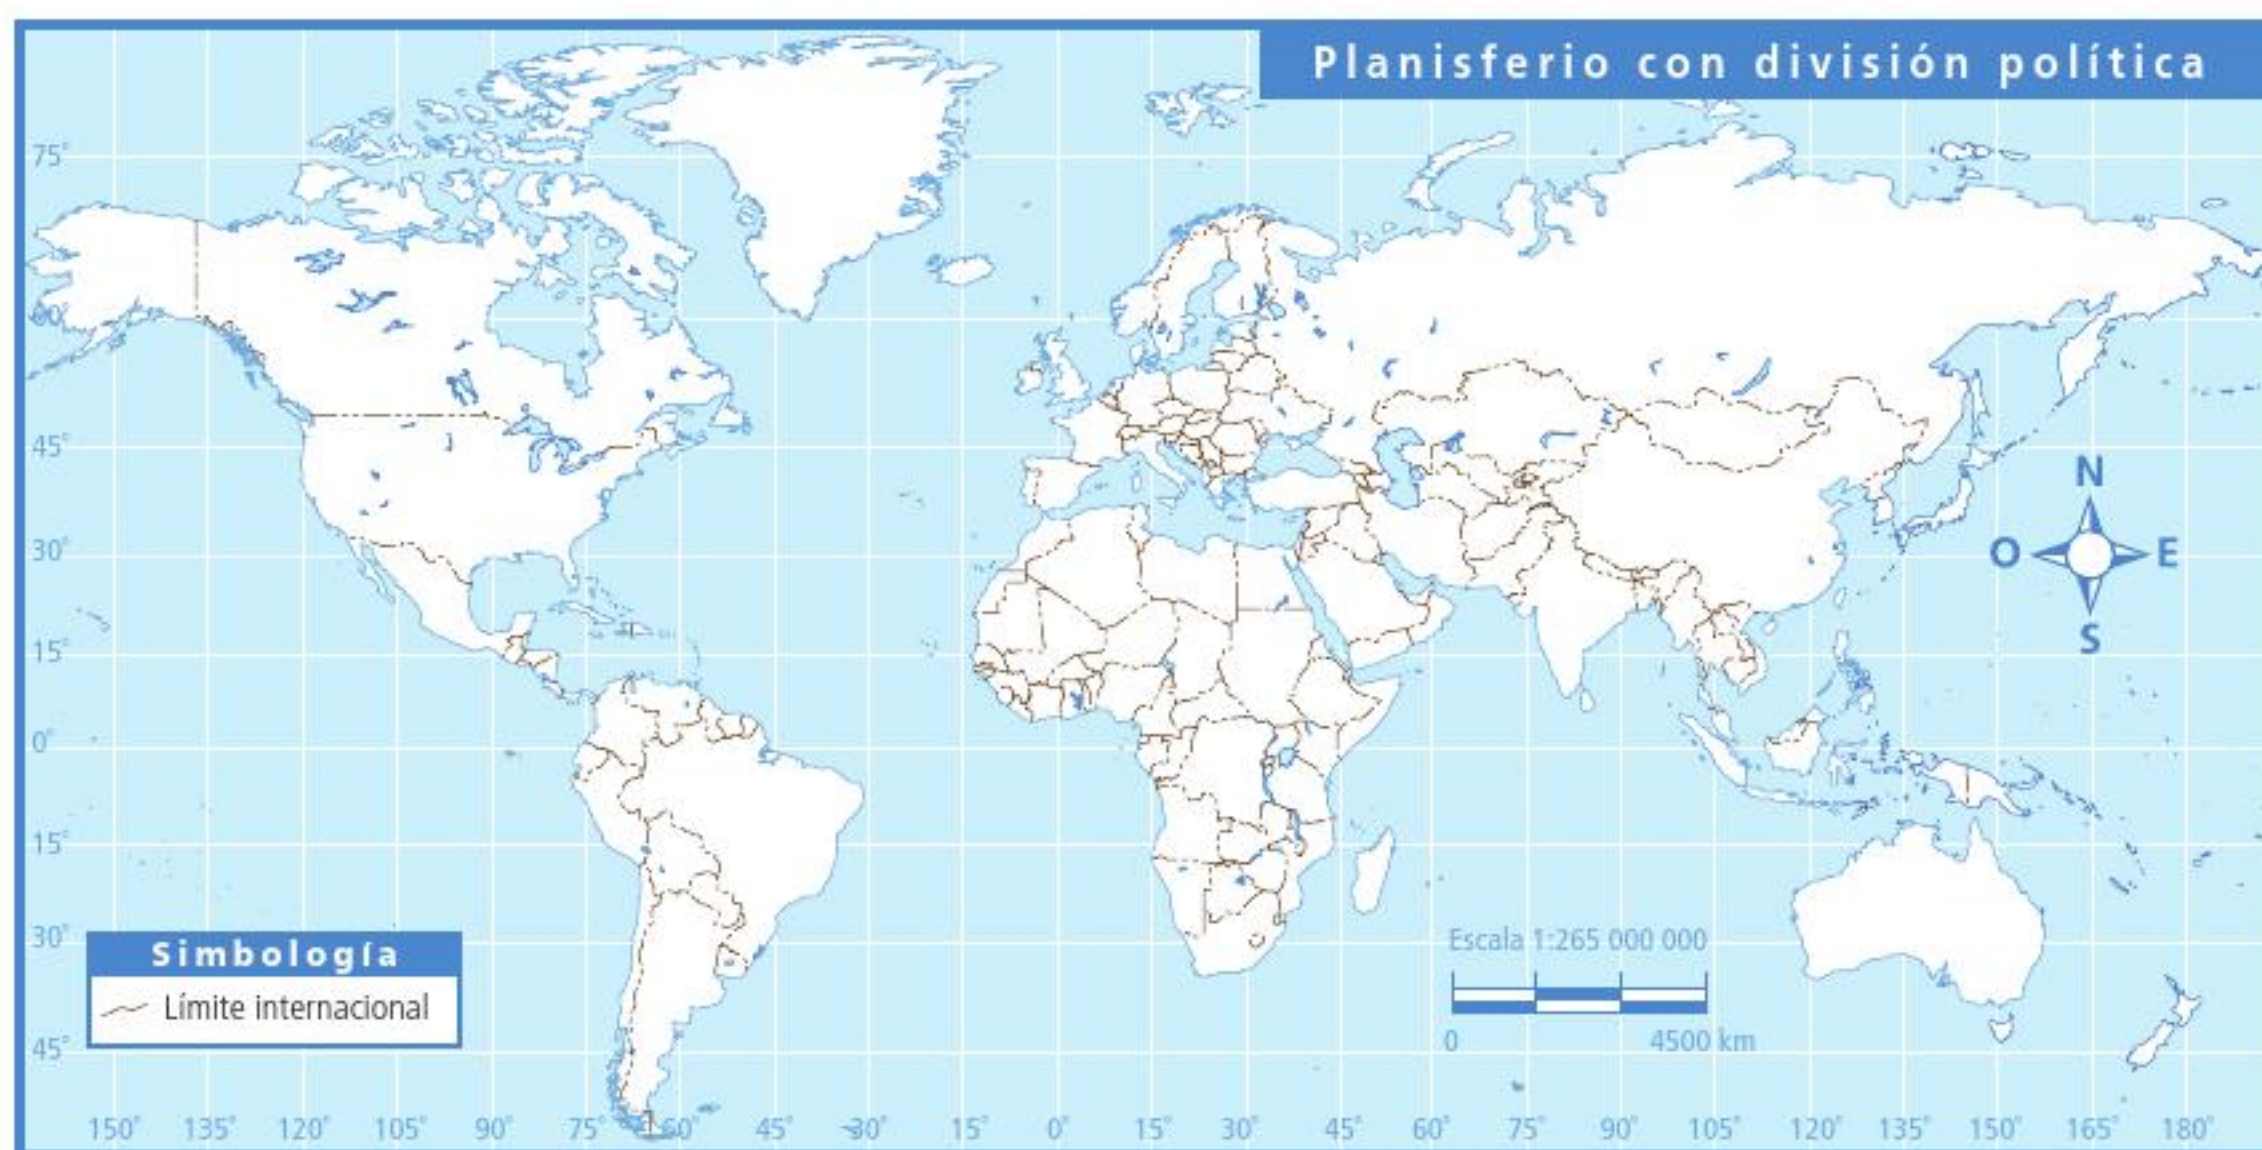 Planisferio con división política
75°
60°
45°
30°
15°
0°
15°
30°
45°
N
O E
S
Simbología
Límite internacional
Escala 1:265 000 000
0 4500 km
150° 135° 120° 105° 90° 75° 60° 45° 30° 15° 0° 15° 30° 45° 60° 75° 90° 105° 120° 135° 150° 165° 180°